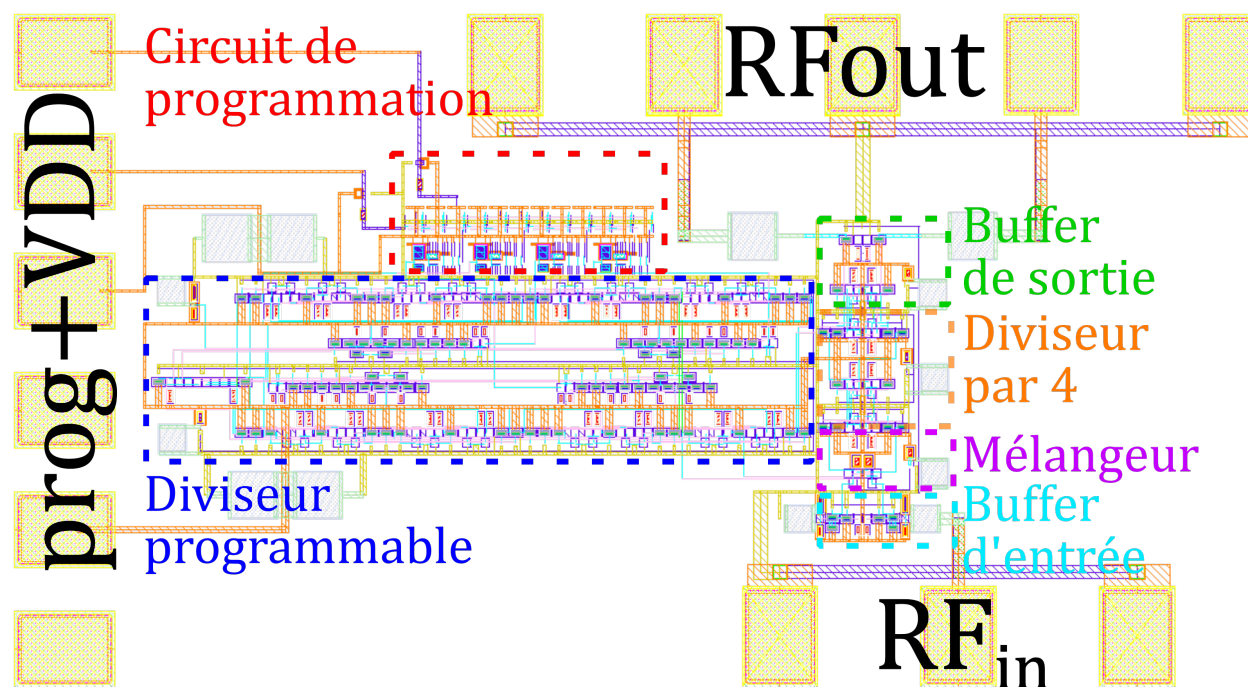 Circuit de
programmation
RFout
prog+VDD
Buffer
de sortie
Diviseur
par 4
Mélangeur
Buffer
d'entrée
Diviseur
programmable
RFin